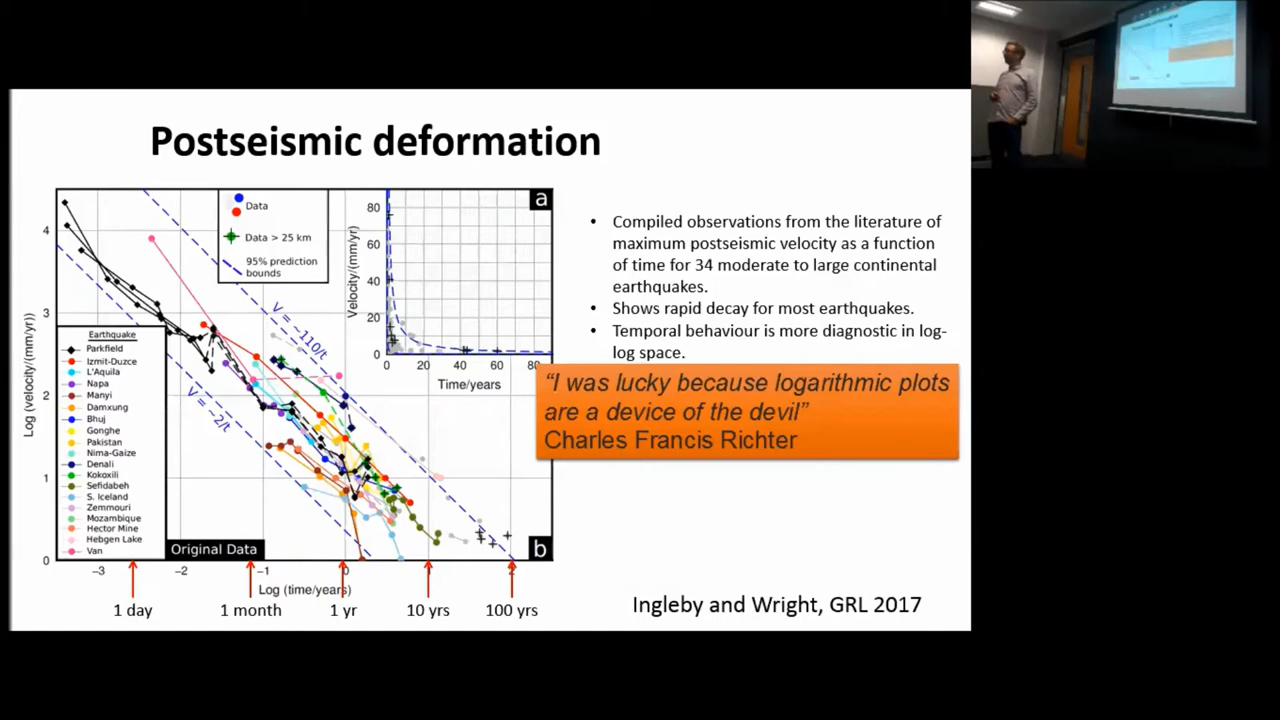 Postseismic deformation
a
Data
Data > 25 km
95% prediction
bounds
80
60
40
20
0
Velocity/(mm/yr)
0 20 40 60 80
Time/years
V = ~110/t
V = ~2/t
4
3
2
1
0
Log (velocity/(mm/yr))
Earthquake
Parkfield
Izmit-Duzce
L'Aquila
Napa
Manyi
Damxung
Bhuj
Gonghe
Pakistan
Nima-Gaize
Denali
Kokoxili
Sefidabeh
S. Iceland
Zemmouri
Mozambique
Hector Mine
Hebgen Lake
Van
Original Data
b
−3 −2 −1 0 1 2
Log (time/years)
1 day 1 month 1 yr 10 yrs 100 yrs
• Compiled observations from the literature of
maximum postseismic velocity as a function
of time for 34 moderate to large continental
earthquakes.
• Shows rapid decay for most earthquakes.
• Temporal behaviour is more diagnostic in log-
log space.
“I was lucky because logarithmic plots
are a device of the devil”
Charles Francis Richter
Ingleby and Wright, GRL 2017